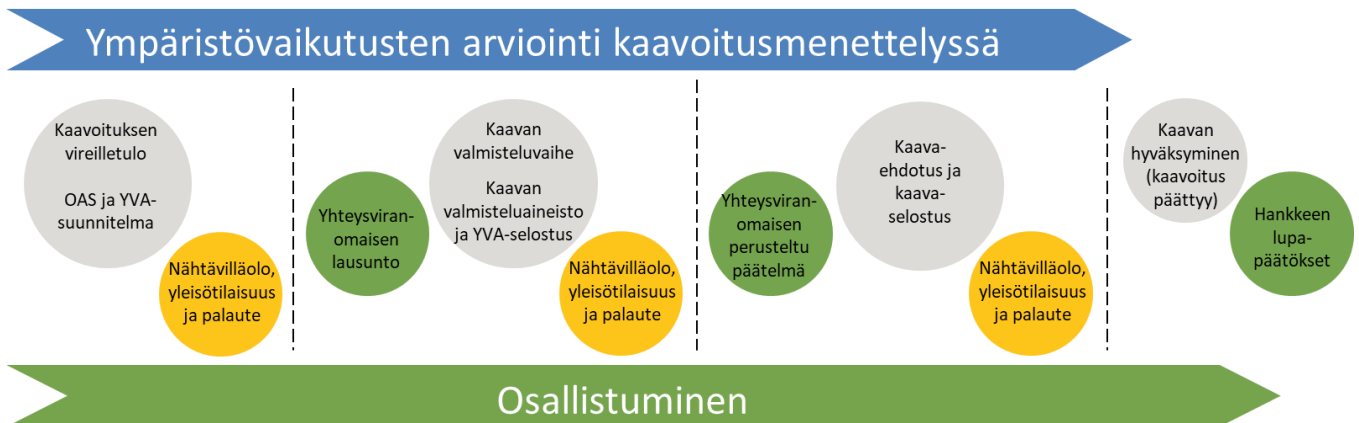 Ympäristövaikutusten arviointi kaavoitusmenettelyssä
Kaavoituksen
vireilletulo
OAS ja YVA-
suunnitelma
Nähtävilläolo,
yleisötilaisuus
ja palaute
Yhteysviran-
omaisen
lausunto
Kaavan
valmisteluvaihe
Kaavan
valmisteluaineisto
ja YVA-selostus
Nähtävilläolo,
yleisötilaisuus
ja palaute
Yhteysviran-
omaisen
perusteltu
päätelmä
Kaava-
ehdotus ja
kaava-
selostus
Nähtävilläolo,
yleisötilaisuus
ja palaute
Kaavan
hyväksyminen
(kaavoitus
päättyy)
Hankkeen
lupa-
päätökset
Osallistuminen